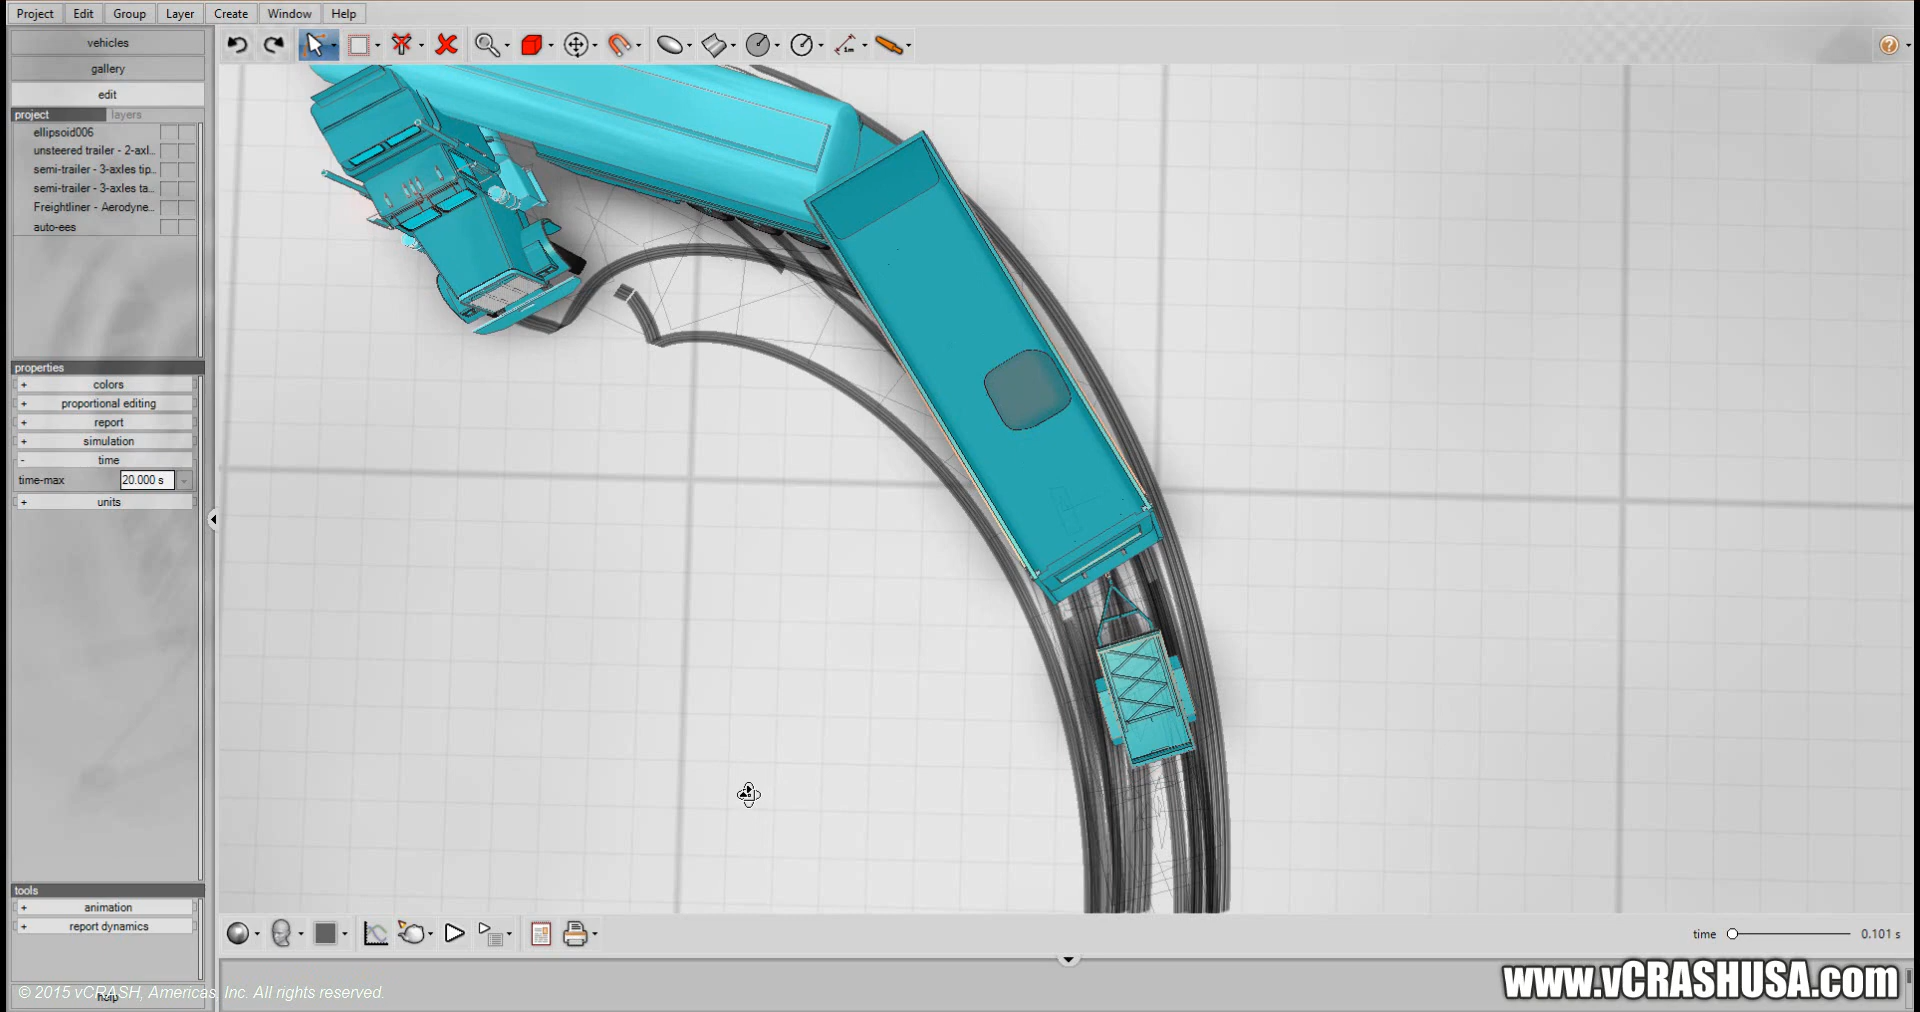 Project Edit Group Layer Create Window Help
vehicles
gallery
edit
project layers
ellipsoid006
unsteered trailer - 2-axl..
semi-trailer - 3-axles tip..
semi-trailer - 3-axles ta...
Freightliner - Aerodyne...
auto-ees
properties
+ colors
+ proportional editing
+ report
+ simulation
- time
time-max 20.000 s
+ units
tools
+ animation
+ report dynamics
help
time 0.101 s
© 2015 vCRASH, Americas, Inc. All rights reserved.
www.vCRASHUSA.com